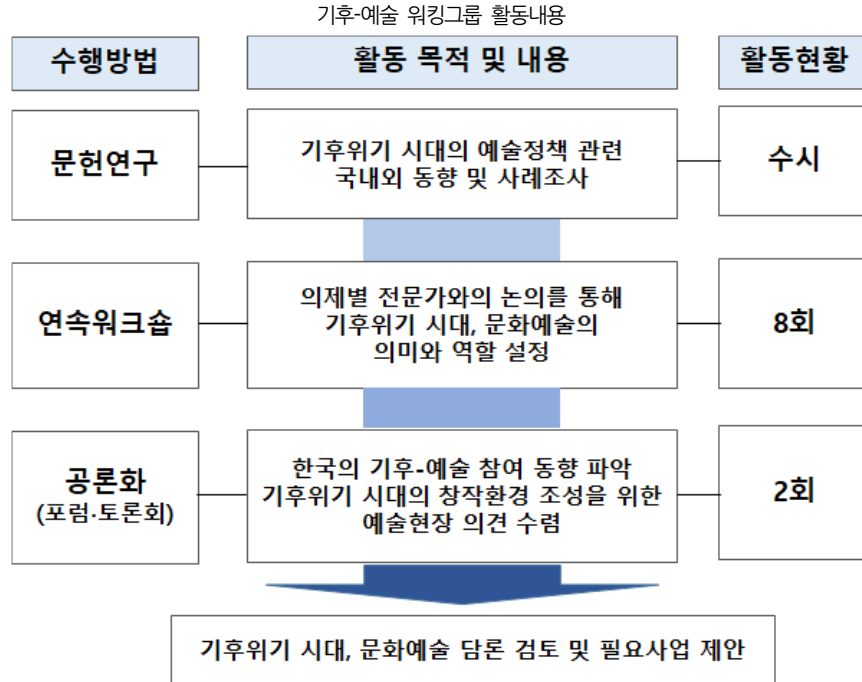 기후-예술 워킹그룹 활동내용
수행방법
활동 목적 및 내용
활동현황
문헌연구
기후위기 시대의 예술정책 관련
국내외 동향 및 사례조사
수시
연속워크숍
의제별 전문가와의 논의를 통해
기후위기 시대, 문화예술의
의미와 역할 설정
8회
공론화
(포럼·토론회)
한국의 기후-예술 참여 동향 파악
기후위기 시대의 창작환경 조성을 위한
예술현장 의견 수렴
2회
기후위기 시대, 문화예술 담론 검토 및 필요사업 제안